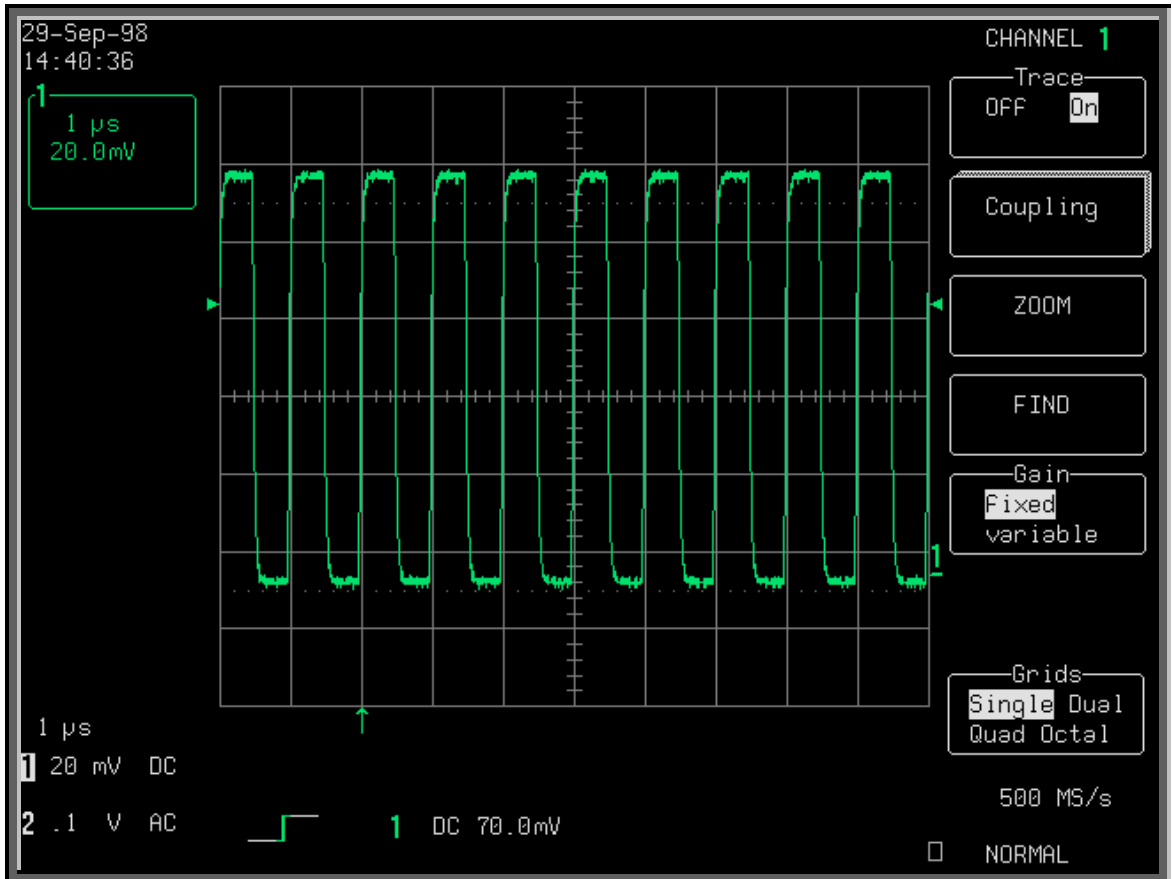 29-Sep-98
14:40:36
CHANNEL 1
1
1 µs
20.0mV
Trace
OFF On
Coupling
ZOOM
FIND
Gain
Fixed
variable
1
Grids
Single Dual
Quad Octal
1 µs
1 20 mV DC
2 .1 V AC
1 DC 70.0mV
500 MS/s
NORMAL